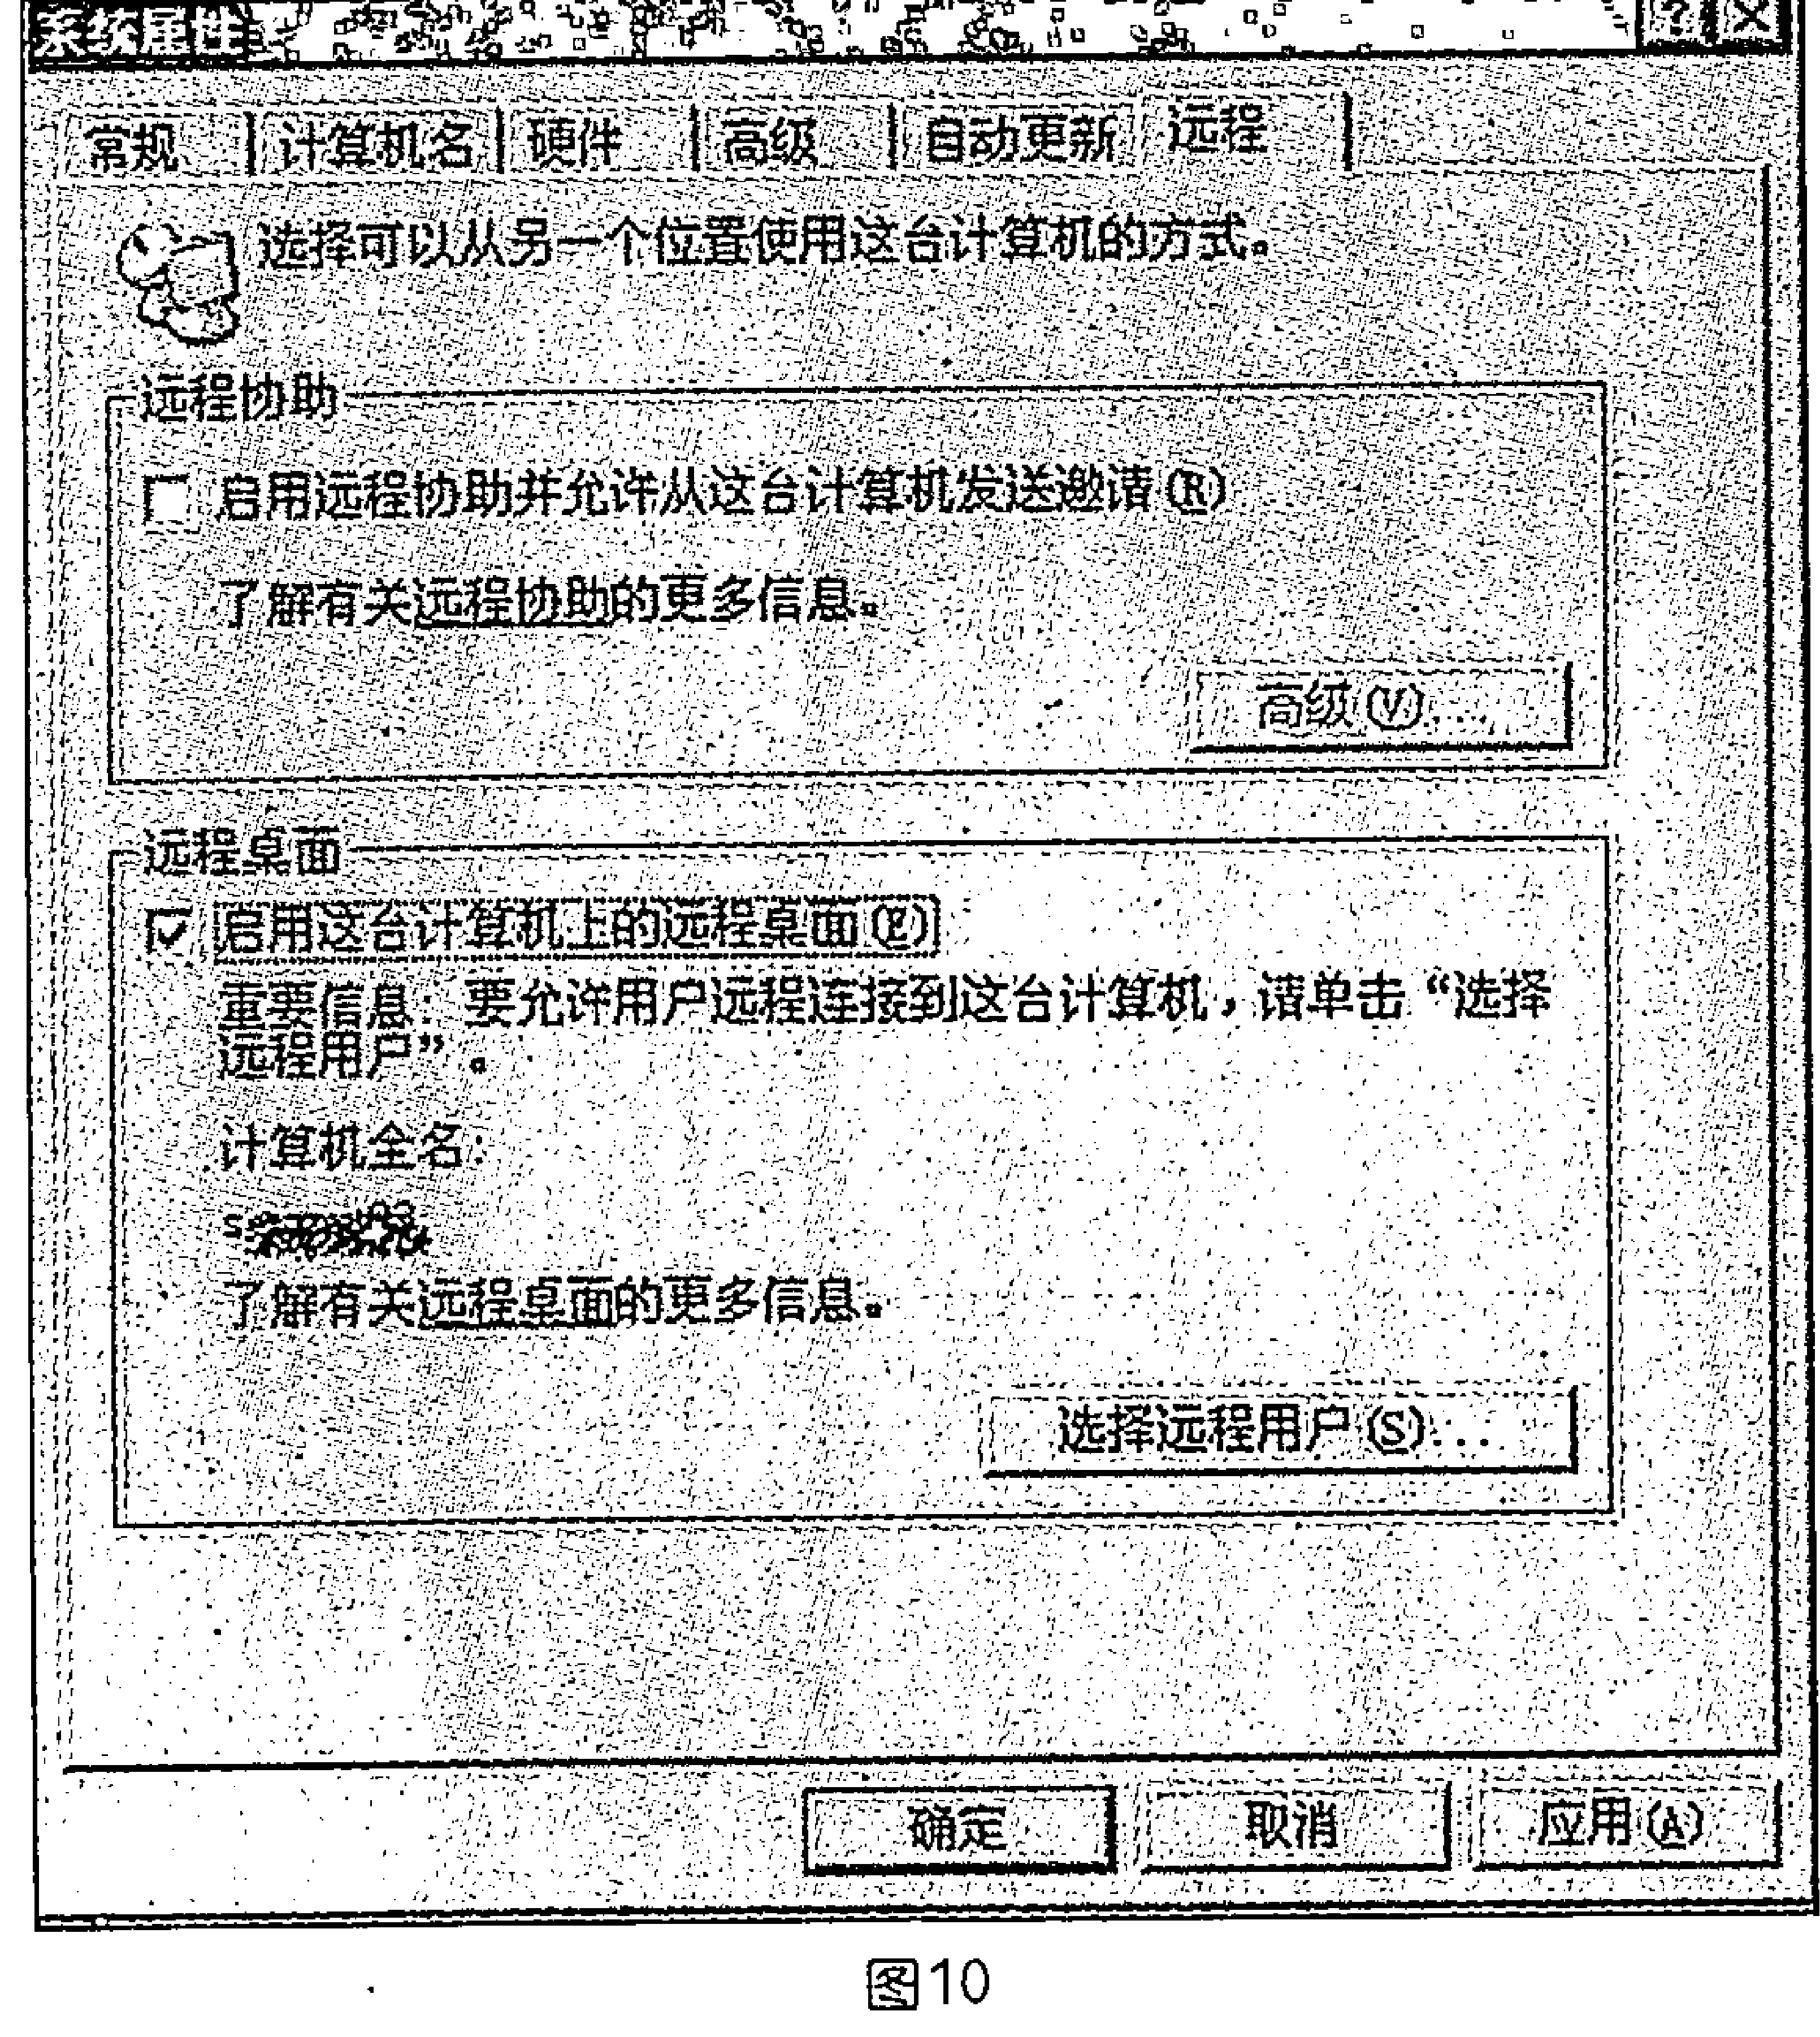 系统属性
常规 计算机名 硬件 高级 自动更新 远程
选择可以从另一个位置使用这台计算机的方式。
远程协助
启用远程协助并允许从这台计算机发送邀请(R)
了解有关远程协助的更多信息。
高级(V)...
远程桌面
启用这台计算机上的远程桌面(E)
重要信息：要允许用户远程连接到这台计算机，请单击“选择
远程用户”。
计算机全名：
了解有关远程桌面的更多信息。
选择远程用户(S)...
确定 取消 应用(A)
图10